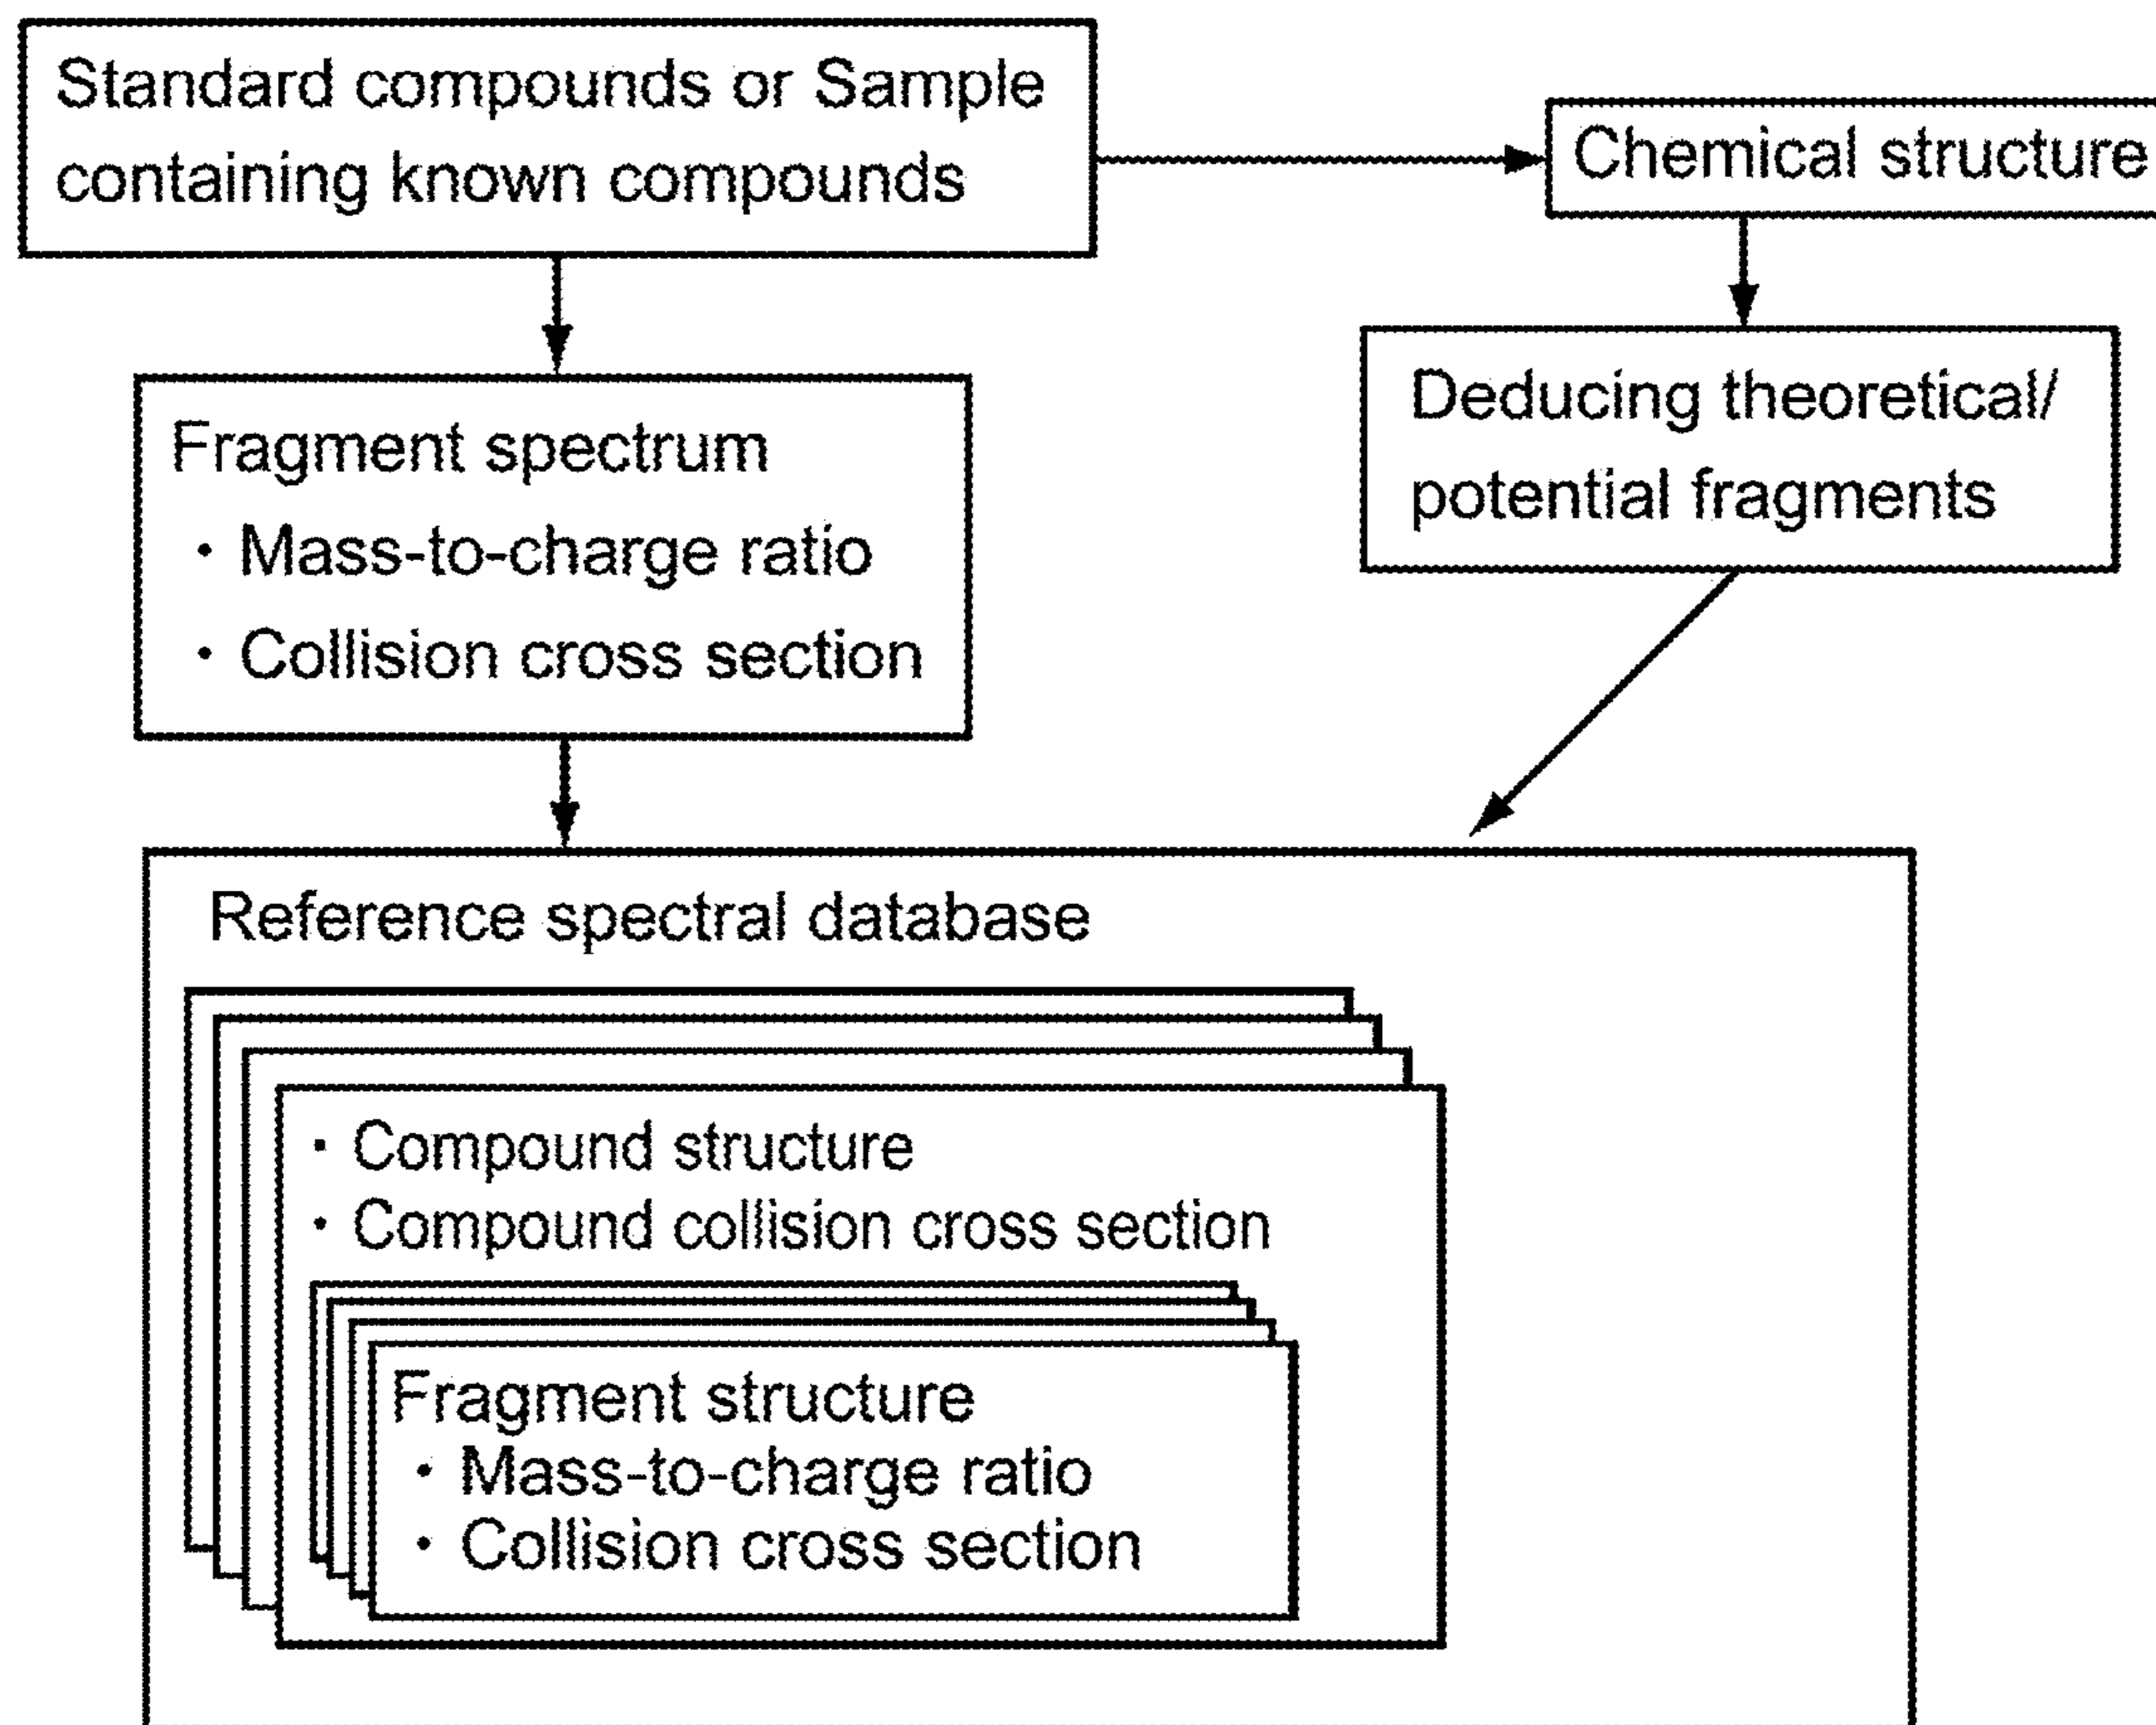 Standard compounds or Sample
containing known compounds
Chemical structure
Fragment spectrum
・Mass-to-charge ratio
・Collision cross section
Deducing theoretical/
potential fragments
Reference spectral database
・Compound structure
・Compound collision cross section
Fragment structure
・Mass-to-charge ratio
・Collision cross section